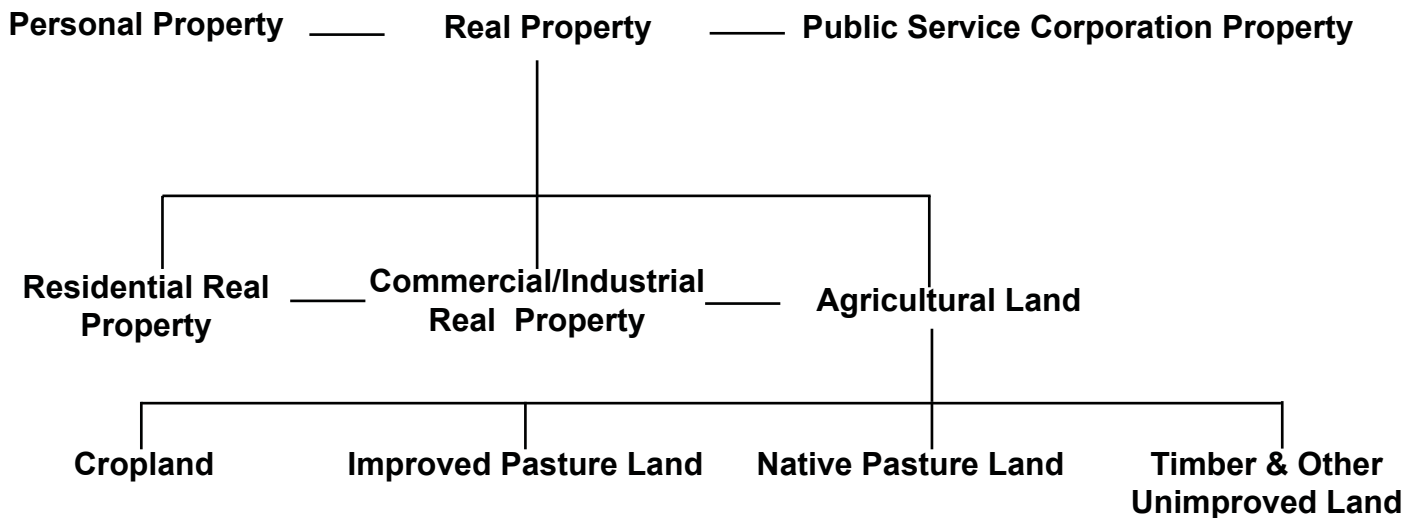 Personal Property Real Property Public Service Corporation Property
Residential Real
Property
Commercial/Industrial
Real Property
Agricultural Land
Cropland Improved Pasture Land Native Pasture Land Timber & Other
Unimproved Land